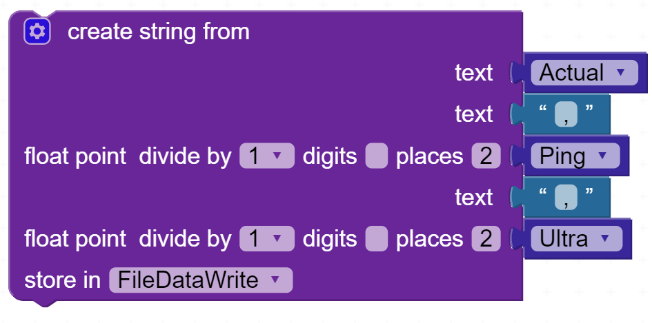 create string from
text Actual
text “ , ”
float point divide by 1 digits places 2 Ping
text “ , ”
float point divide by 1 digits places 2 Ultra
store in FileDataWrite